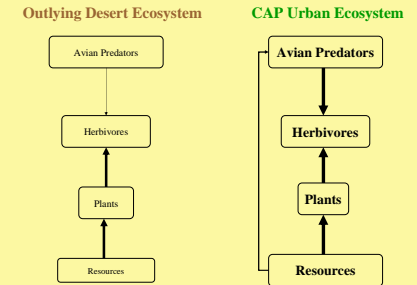 Outlying Desert Ecosystem
Avian Predators
Herbivores
Plants
Resources
CAP Urban Ecosystem
Avian Predators
Herbivores
Plants
Resources